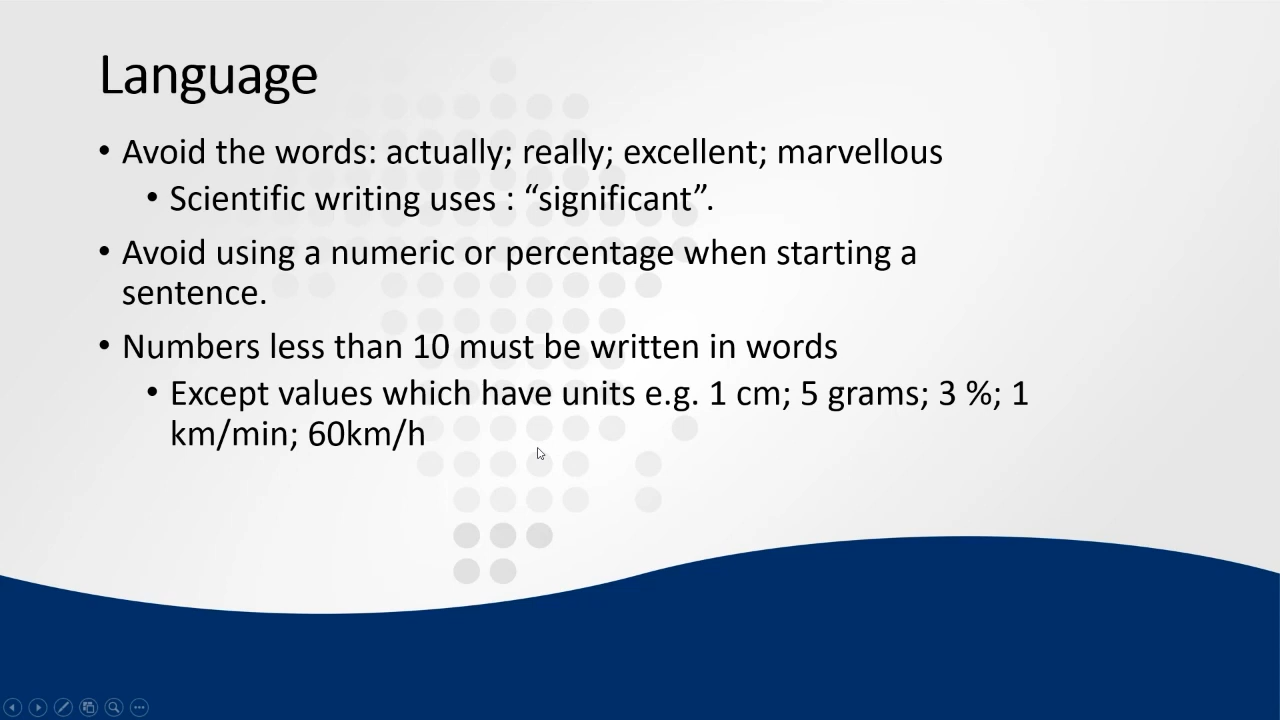 Language
• Avoid the words: actually; really; excellent; marvellous
• Scientific writing uses : “significant”.
• Avoid using a numeric or percentage when starting a
sentence.
• Numbers less than 10 must be written in words
• Except values which have units e.g. 1 cm; 5 grams; 3 %; 1
km/min; 60km/h